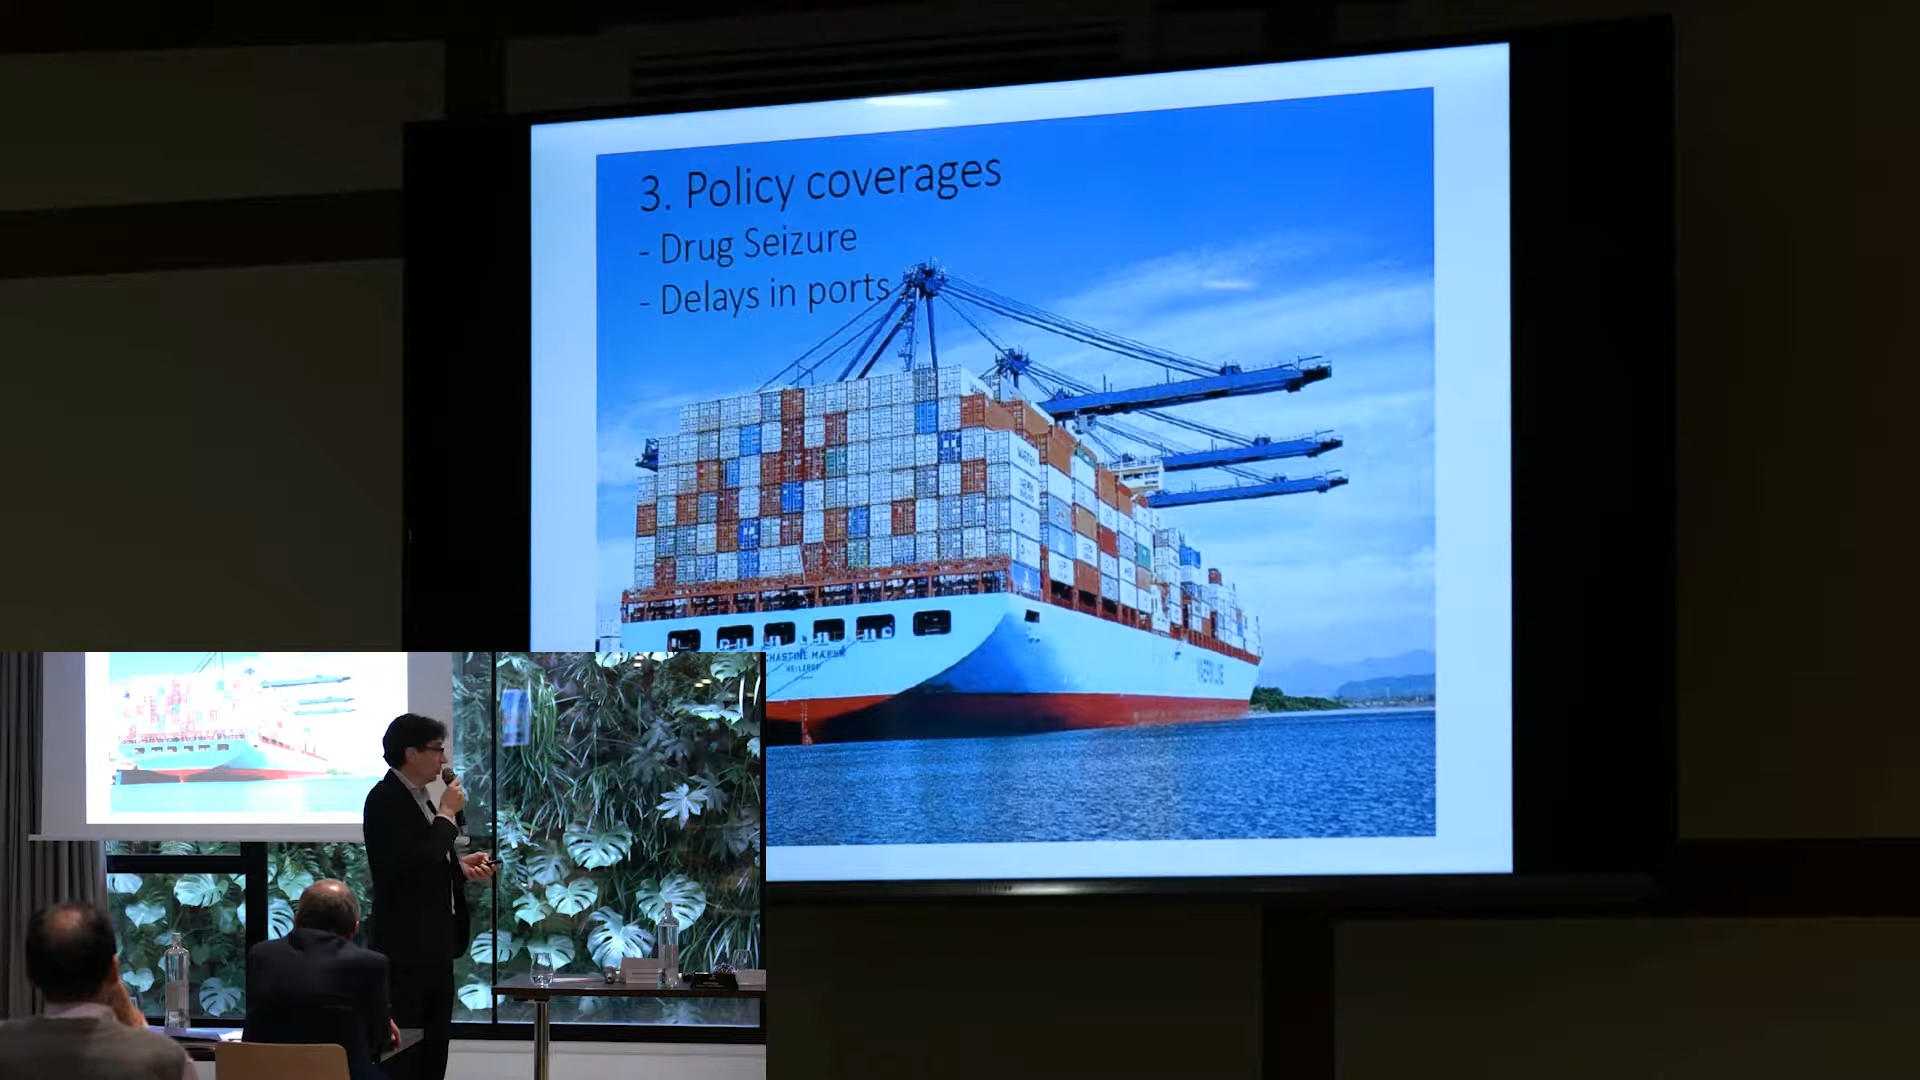 3. Policy coverages
- Drug Seizure
- Delays in ports